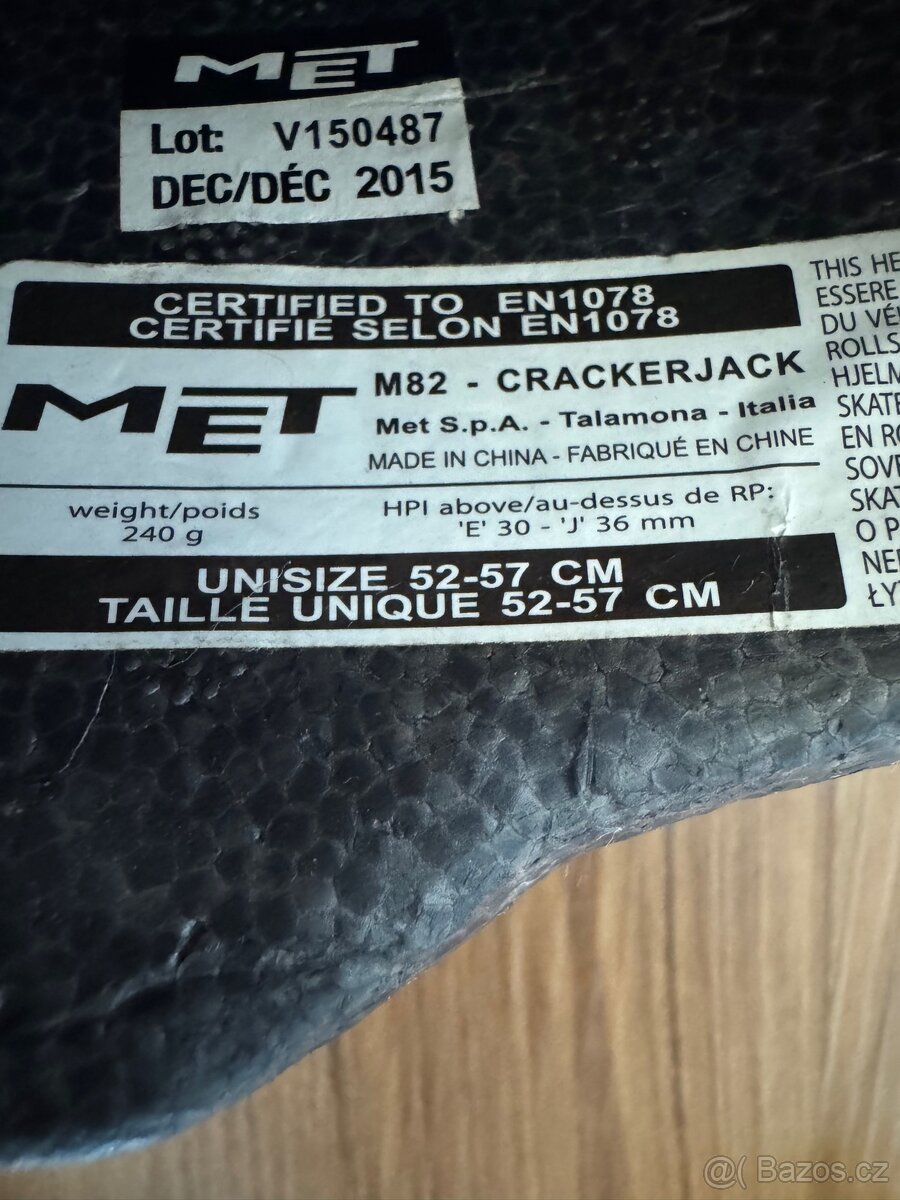 MET
Lot: V150487
DEC/DÉC 2015
CERTIFIED TO EN1078
CERTIFIÉ SELON EN1078
MET
M82 - CRACKERJACK
Met S.p.A. - Talamona - Italia
MADE IN CHINA - FABRIQUÉ EN CHINE
weight/poids
240 g
HPI above/au-dessus de RP:
'E' 30 - 'J' 36 mm
UNISIZE 52-57 CM
TAILLE UNIQUE 52-57 CM
THIS HE
ESSERE
DU VÉ
ROLLS
HJELM
SKATE
EN RO
SOVE
SKAT
O P
NE
ŁY
@( Bazos.cz